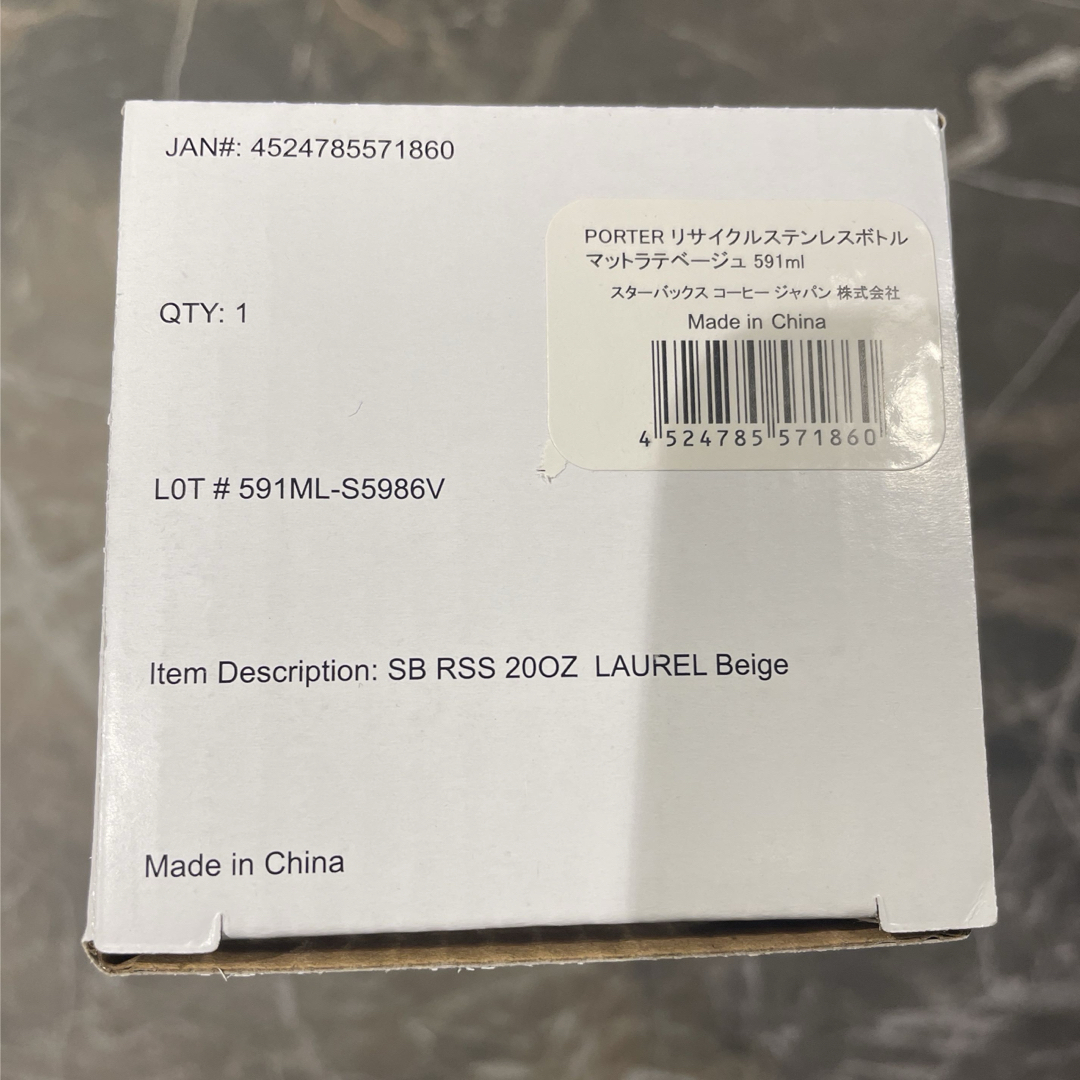 JAN#: 4524785571860
PORTER リサイクルステンレスボトル
マットラテベージュ 591ml
スターバックス コーヒー ジャパン 株式会社
Made in China
4 524785 571860
QTY: 1
L0T # 591ML-S5986V
Item Description: SB RSS 20OZ LAUREL Beige
Made in China